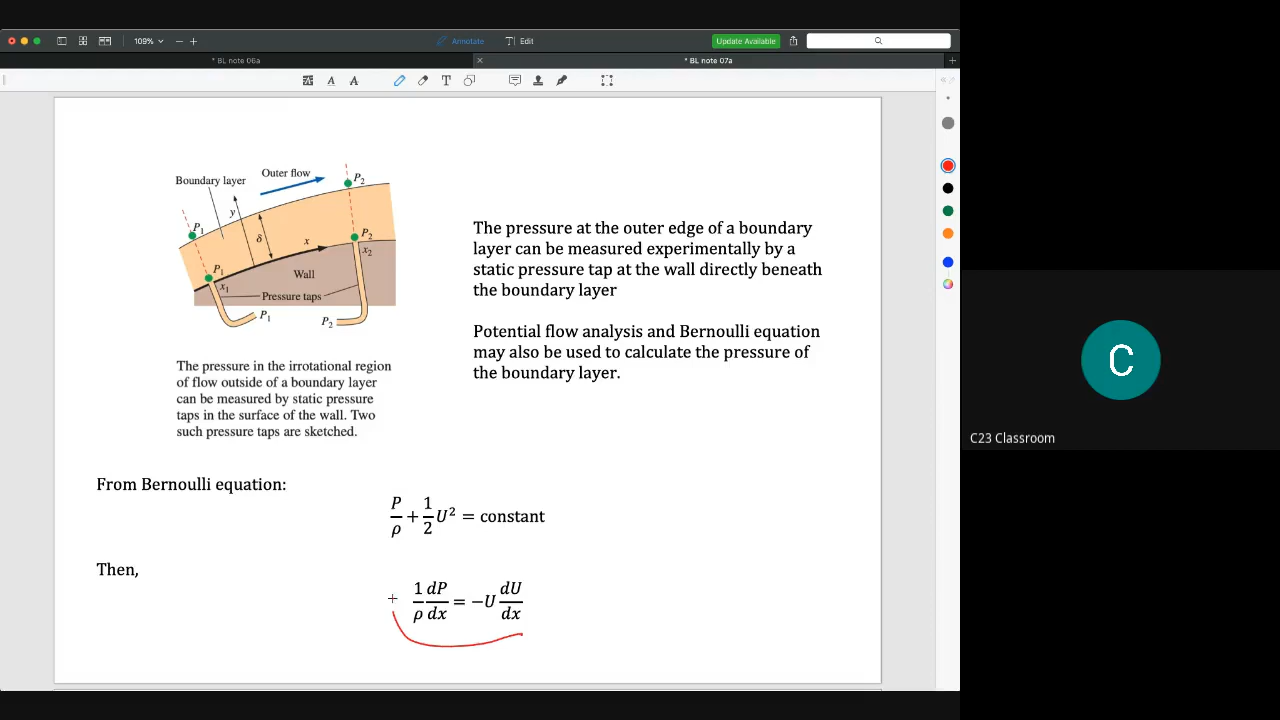 109%
Annotate
Edit
Update Available
* BL note 06a
* BL note 07a
Boundary layer
Outer flow
P₂
P₁
y
δ
x
P₂
x₂
P₁
x₁
Wall
Pressure taps
P₁
P₂
The pressure in the irrotational region
of flow outside of a boundary layer
can be measured by static pressure
taps in the surface of the wall. Two
such pressure taps are sketched.
The pressure at the outer edge of a boundary
layer can be measured experimentally by a
static pressure tap at the wall directly beneath
the boundary layer
Potential flow analysis and Bernoulli equation
may also be used to calculate the pressure of
the boundary layer.
From Bernoulli equation:
P/ρ + 1/2 U² = constant
Then,
1/ρ dP/dx = −U dU/dx
C
C23 Classroom